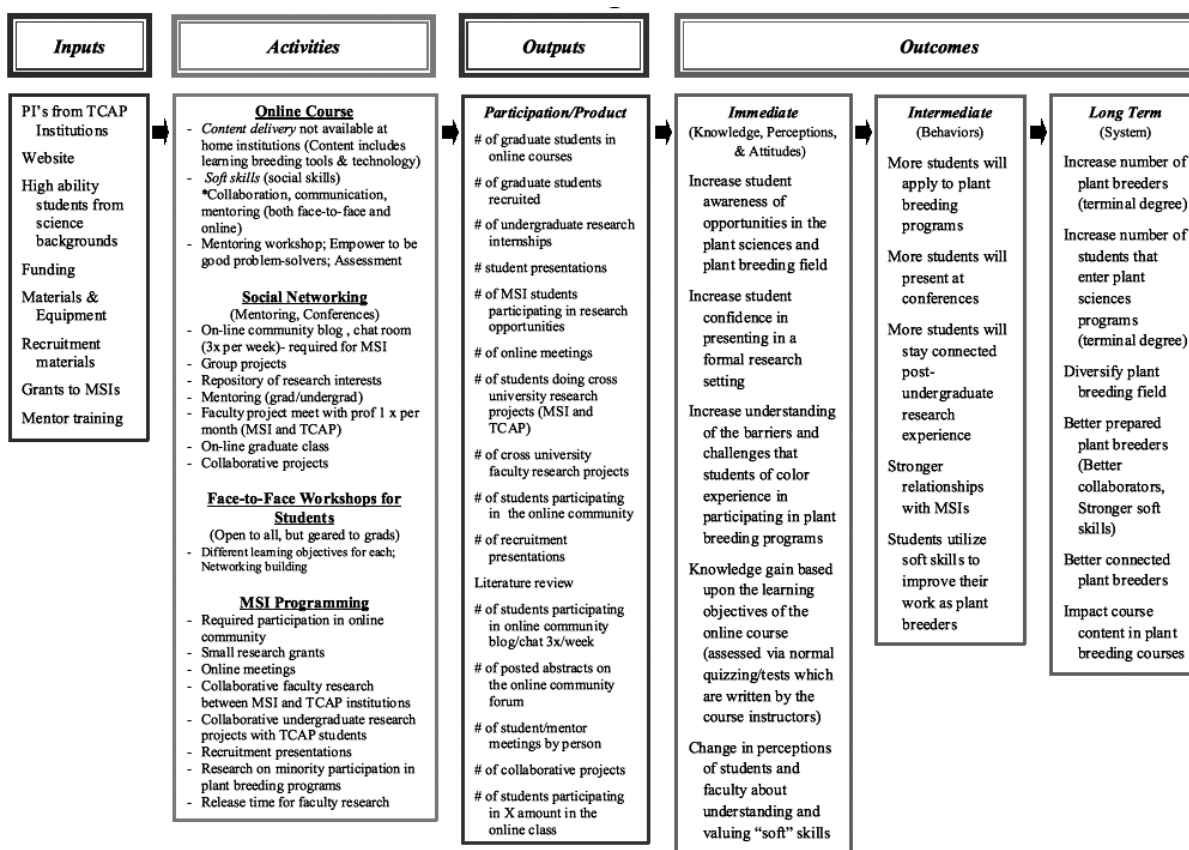 Inputs
Activities
Outputs
Outcomes
PI's from TCAP
Institutions
Website
High ability
students from
science
backgrounds
Funding
Materials &
Equipment
Recruitment
materials
Grants to MSIs
Mentor training
Online Course
- Content delivery not available at
home institutions (Content includes
learning breeding tools & technology)
- Soft skills (social skills)
*Collaboration, communication,
mentoring (both face-to-face and
online)
- Mentoring workshop; Empower to be
good problem-solvers; Assessment
Social Networking
(Mentoring, Conferences)
- On-line community blog , chat room
(3x per week)- required for MSI
- Group projects
- Repository of research interests
- Mentoring (grad/undergrad)
- Faculty project meet with prof 1 x per
month (MSI and TCAP)
- On-line graduate class
- Collaborative projects
Face-to-Face Workshops for
Students
(Open to all, but geared to grads)
- Different learning objectives for each;
Networking building
MSI Programming
- Required participation in online
community
- Small research grants
- Online meetings
- Collaborative faculty research
between MSI and TCAP institutions
- Collaborative undergraduate research
projects with TCAP students
- Recruitment presentations
- Research on minority participation in
plant breeding programs
- Release time for faculty research
Participation/Product
# of graduate students in
online courses
# of graduate students
recruited
# of undergraduate research
internships
# student presentations
# of MSI students
participating in research
opportunities
# of online meetings
# of students doing cross
university research
projects (MSI and
TCAP)
# of cross university
faculty research projects
# of students participating
in the online community
# of recruitment
presentations
Literature review
# of students participating
in online community
blog/chat 3x/week
# of posted abstracts on
the online community
forum
# of student/mentor
meetings by person
# of collaborative projects
# of students participating
in X amount in the
online class
Immediate
(Knowledge, Perceptions,
& Attitudes)
Increase student
awareness of
opportunities in the
plant sciences and
plant breeding field
Increase student
confidence in
presenting in a
formal research
setting
Increase understanding
of the barriers and
challenges that
students of color
experience in
participating in plant
breeding programs
Knowledge gain based
upon the learning
objectives of the
online course
(assessed via normal
quizzing/tests which
are written by the
course instructors)
Change in perceptions
of students and
faculty about
understanding and
valuing “soft” skills
Intermediate
(Behaviors)
More students will
apply to plant
breeding
programs
More students will
present at
conferences
More students will
stay connected
post-
undergraduate
research
experience
Stronger
relationships
with MSIs
Students utilize
soft skills to
improve their
work as plant
breeders
Long Term
(System)
Increase number of
plant breeders
(terminal degree)
Increase number of
students that
enter plant
sciences
programs
(terminal degree)
Diversify plant
breeding field
Better prepared
plant breeders
(Better
collaborators,
Stronger soft
skills)
Better connected
plant breeders
Impact course
content in plant
breeding courses